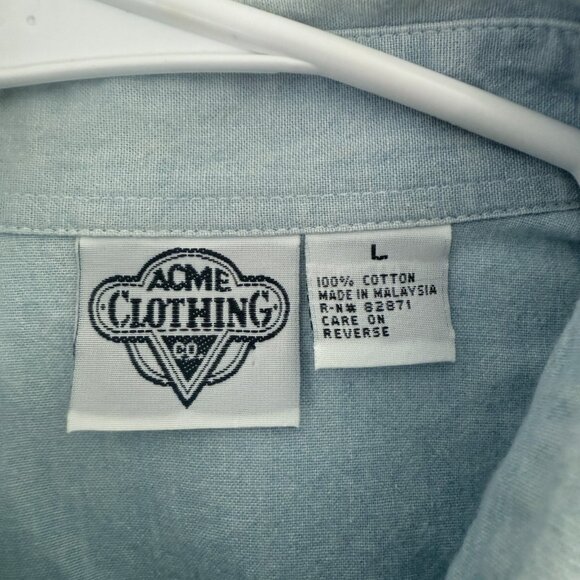 ACME
CLOTHING
CO.
L
100% COTTON
MADE IN MALAYSIA
R-N# 82871
CARE ON
REVERSE